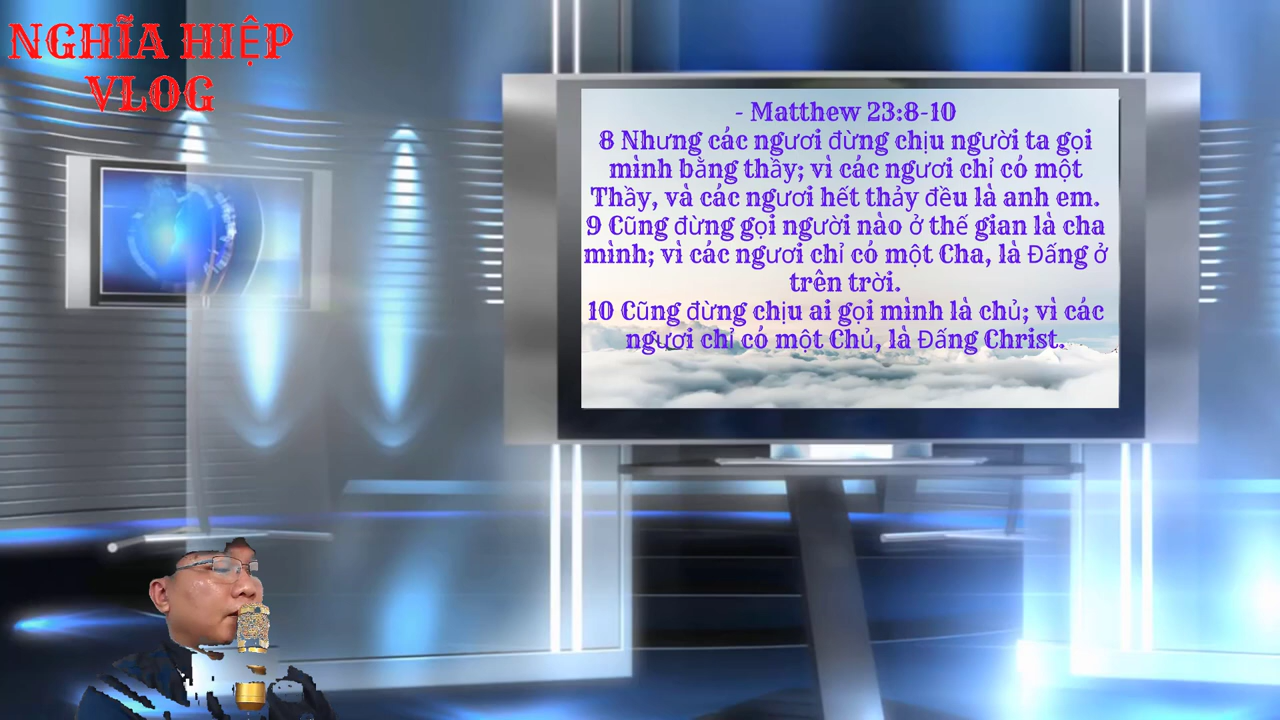 NGHĨA HIỆP
VLOG
- Matthew 23:8-10
8 Nhưng các ngươi đừng chịu người ta gọi
mình bằng thầy; vì các ngươi chỉ có một
Thầy, và các ngươi hết thảy đều là anh em.
9 Cũng đừng gọi người nào ở thế gian là cha
mình; vì các ngươi chỉ có một Cha, là Đấng ở
trên trời.
10 Cũng đừng chịu ai gọi mình là chủ; vì các
ngươi chỉ có một Chủ, là Đấng Christ.